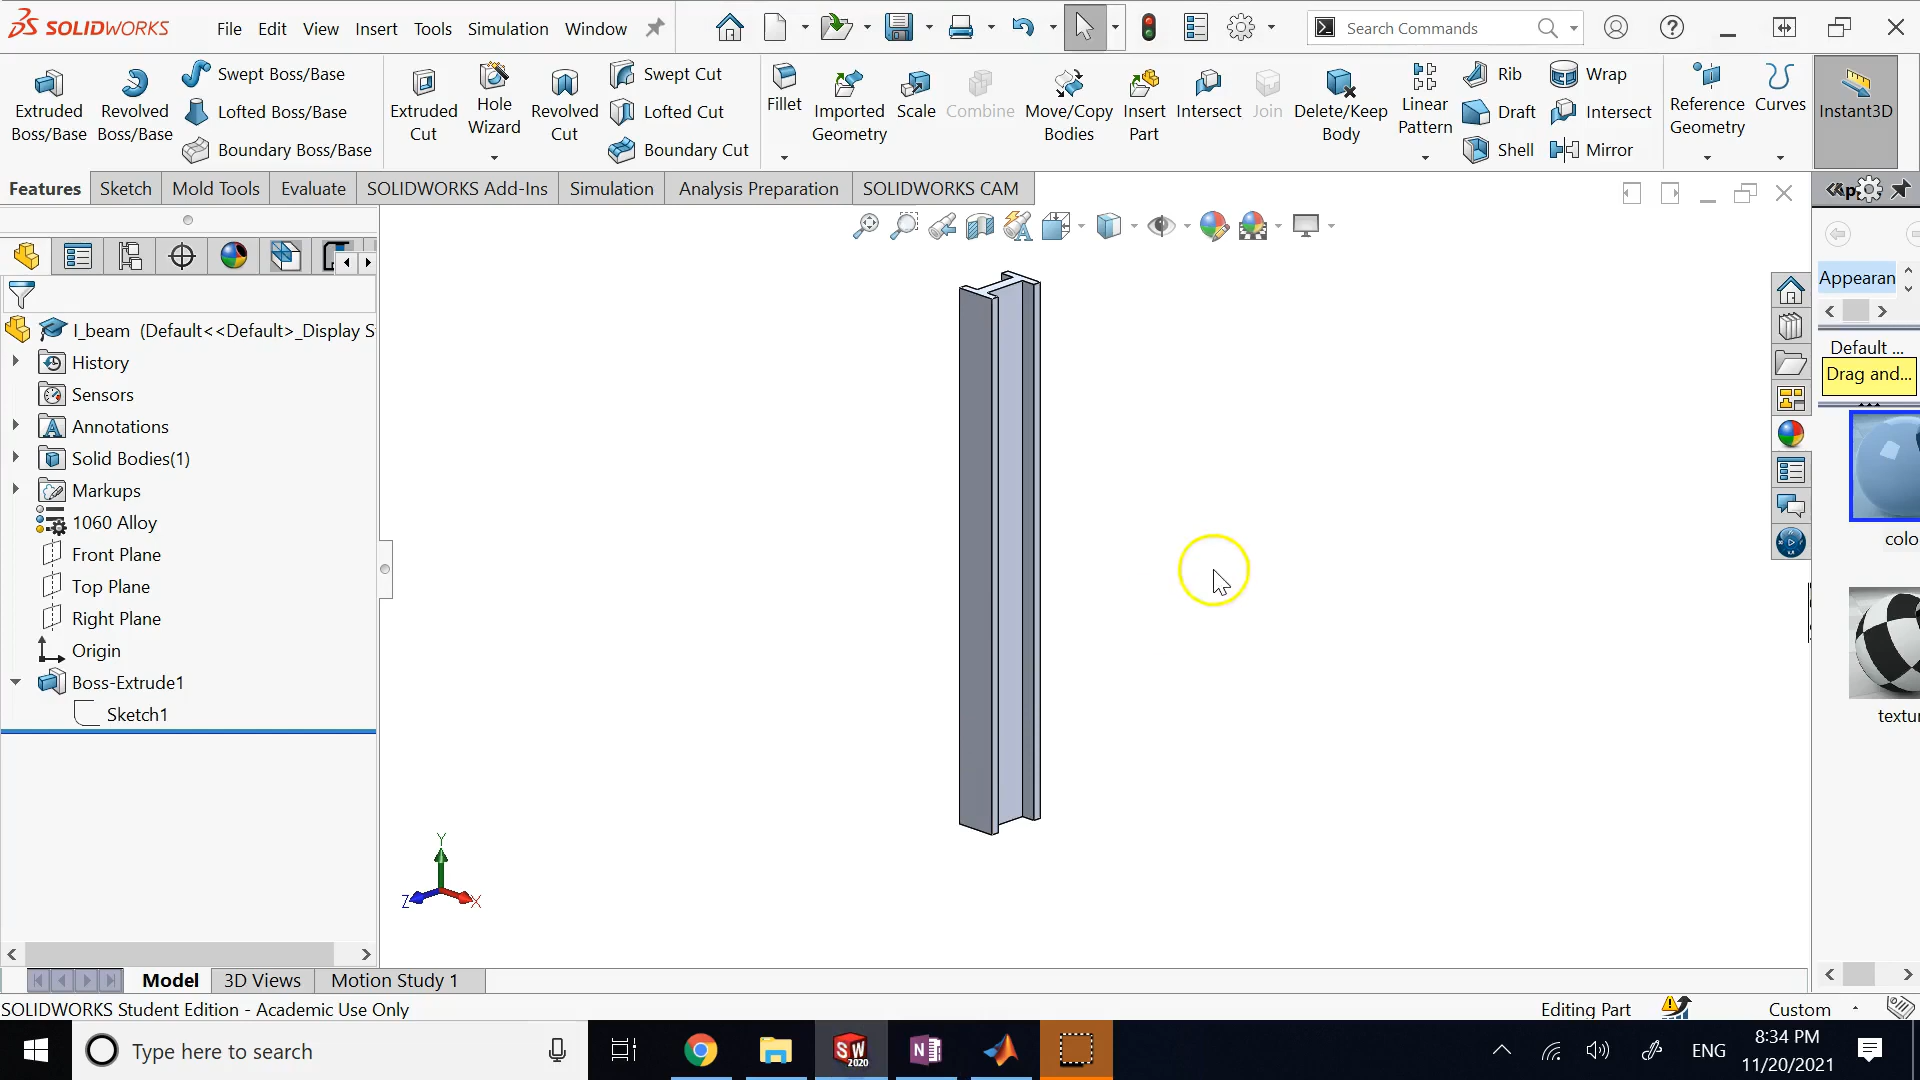 SOLIDWORKS File Edit View Insert Tools Simulation Window Search Commands
Extruded Boss/Base
Revolved Boss/Base
Swept Boss/Base
Lofted Boss/Base
Boundary Boss/Base
Extruded Cut
Hole Wizard
Revolved Cut
Swept Cut
Lofted Cut
Boundary Cut
Fillet
Imported Geometry
Scale
Combine
Move/Copy Bodies
Insert Part
Intersect
Join
Delete/Keep Body
Linear Pattern
Rib
Draft
Shell
Wrap
Intersect
Mirror
Reference Geometry
Curves
Instant3D
Features Sketch Mold Tools Evaluate SOLIDWORKS Add-Ins Simulation Analysis Preparation SOLIDWORKS CAM
I_beam (Default<<Default>_Display S
History
Sensors
Annotations
Solid Bodies(1)
Markups
1060 Alloy
Front Plane
Top Plane
Right Plane
Origin
Boss-Extrude1
Sketch1
Y
Z
X
Appearan
Default ...
Drag and...
colo
textur
Model 3D Views Motion Study 1
SOLIDWORKS Student Edition - Academic Use Only
Editing Part
Custom
Type here to search
SW 2020
N
ENG
8:34 PM
11/20/2021